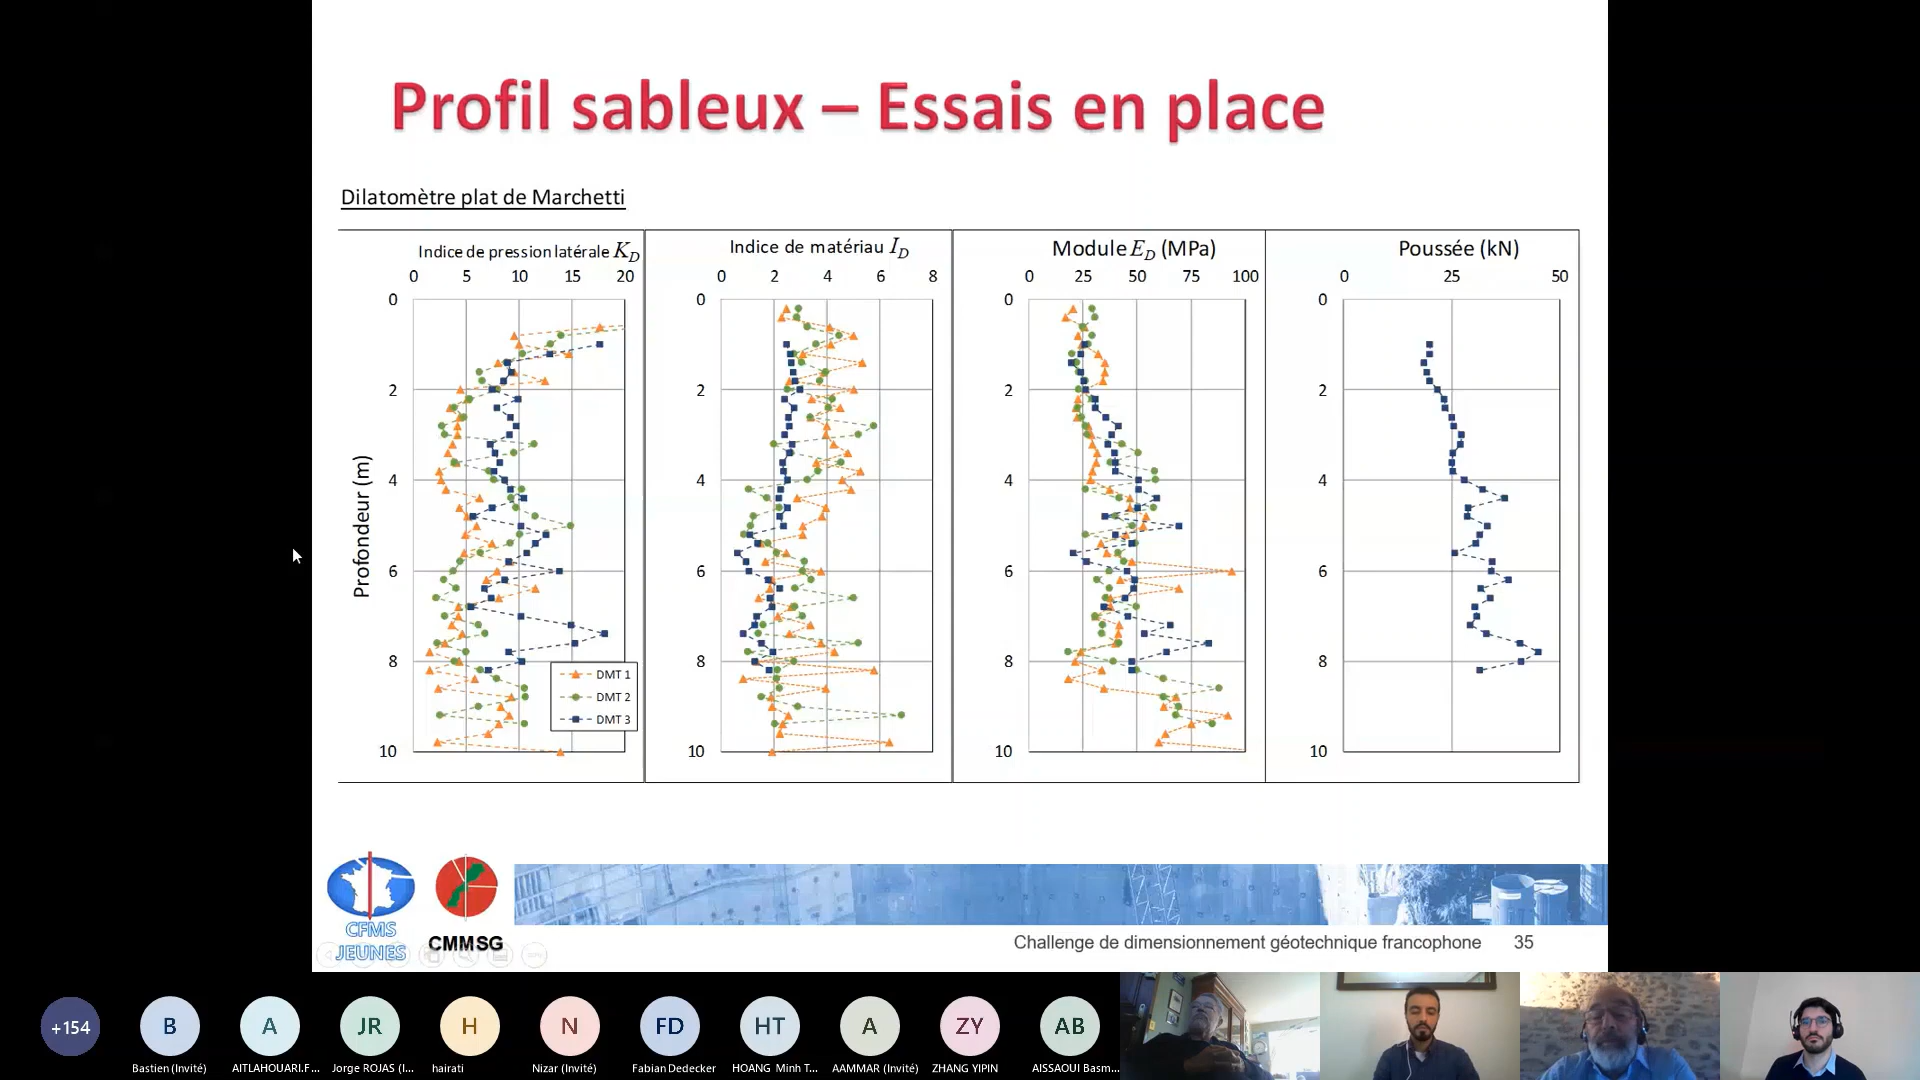 Profil sableux – Essais en place
Dilatomètre plat de Marchetti
Indice de pression latérale K_D
0 5 10 15 20
Indice de matériau I_D
0 2 4 6 8
Module E_D (MPa)
0 25 50 75 100
Poussée (kN)
0 25 50
Profondeur (m)
0 0 0 0
2 2 2 2
4 4 4 4
6 6 6 6
8 8 8 8
10 10 10 10
DMT 1
DMT 2
DMT 3
CFMS
JEUNES
CMMSG
Challenge de dimensionnement géotechnique francophone 35
+154
B
A
JR
H
N
FD
HT
A
ZY
AB
Bastien (Invité)
AITLAHOUARI.F...
Jorge ROJAS (I...
hairati
Nizar (Invité)
Fabian Dedecker
HOANG Minh T...
AAMMAR (Invité)
ZHANG YIPIN
AISSAOUI Basm...